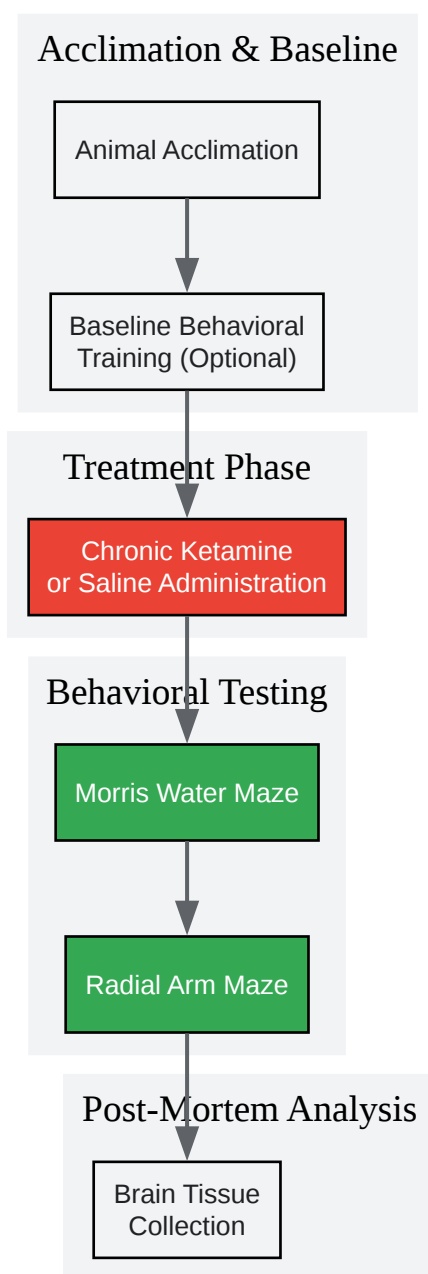 Acclimation & Baseline
Animal Acclimation
Baseline Behavioral
Training (Optional)
Treatment Phase
Chronic Ketamine
or Saline Administration
Behavioral Testing
Morris Water Maze
Radial Arm Maze
Post-Mortem Analysis
Brain Tissue
Collection